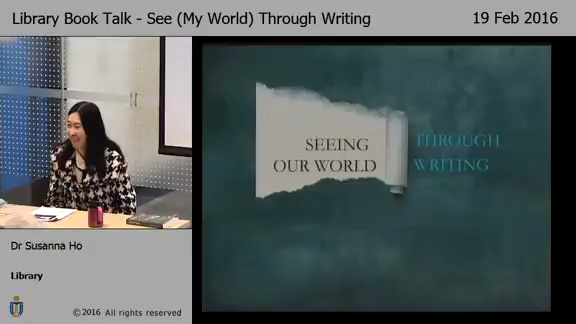 Library Book Talk - See (My World) Through Writing
19 Feb 2016
SEEING
OUR WORLD
THROUGH
WRITING
Dr Susanna Ho
Library
©2016 All rights reserved